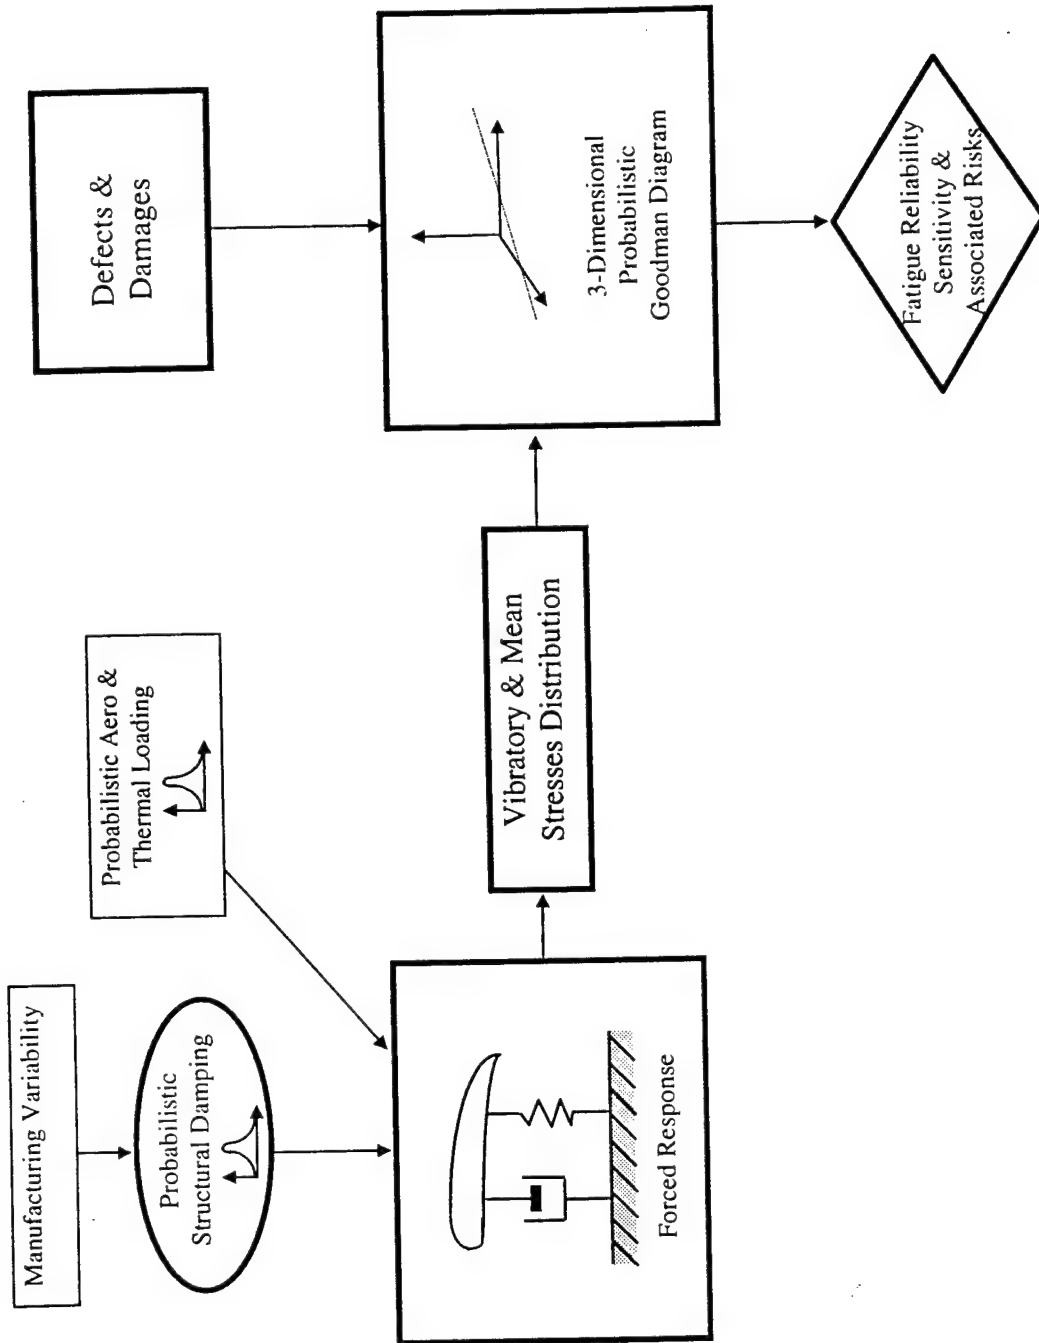 Manufacturing Variability
Probabilistic
Structural Damping
Probabilistic Aero &
Thermal Loading
Forced Response
Vibratory & Mean
Stresses Distribution
Defects &
Damages
3-Dimensional
Probabilistic
Goodman Diagram
Fatigue Reliability
Sensitivity &
Associated Risks